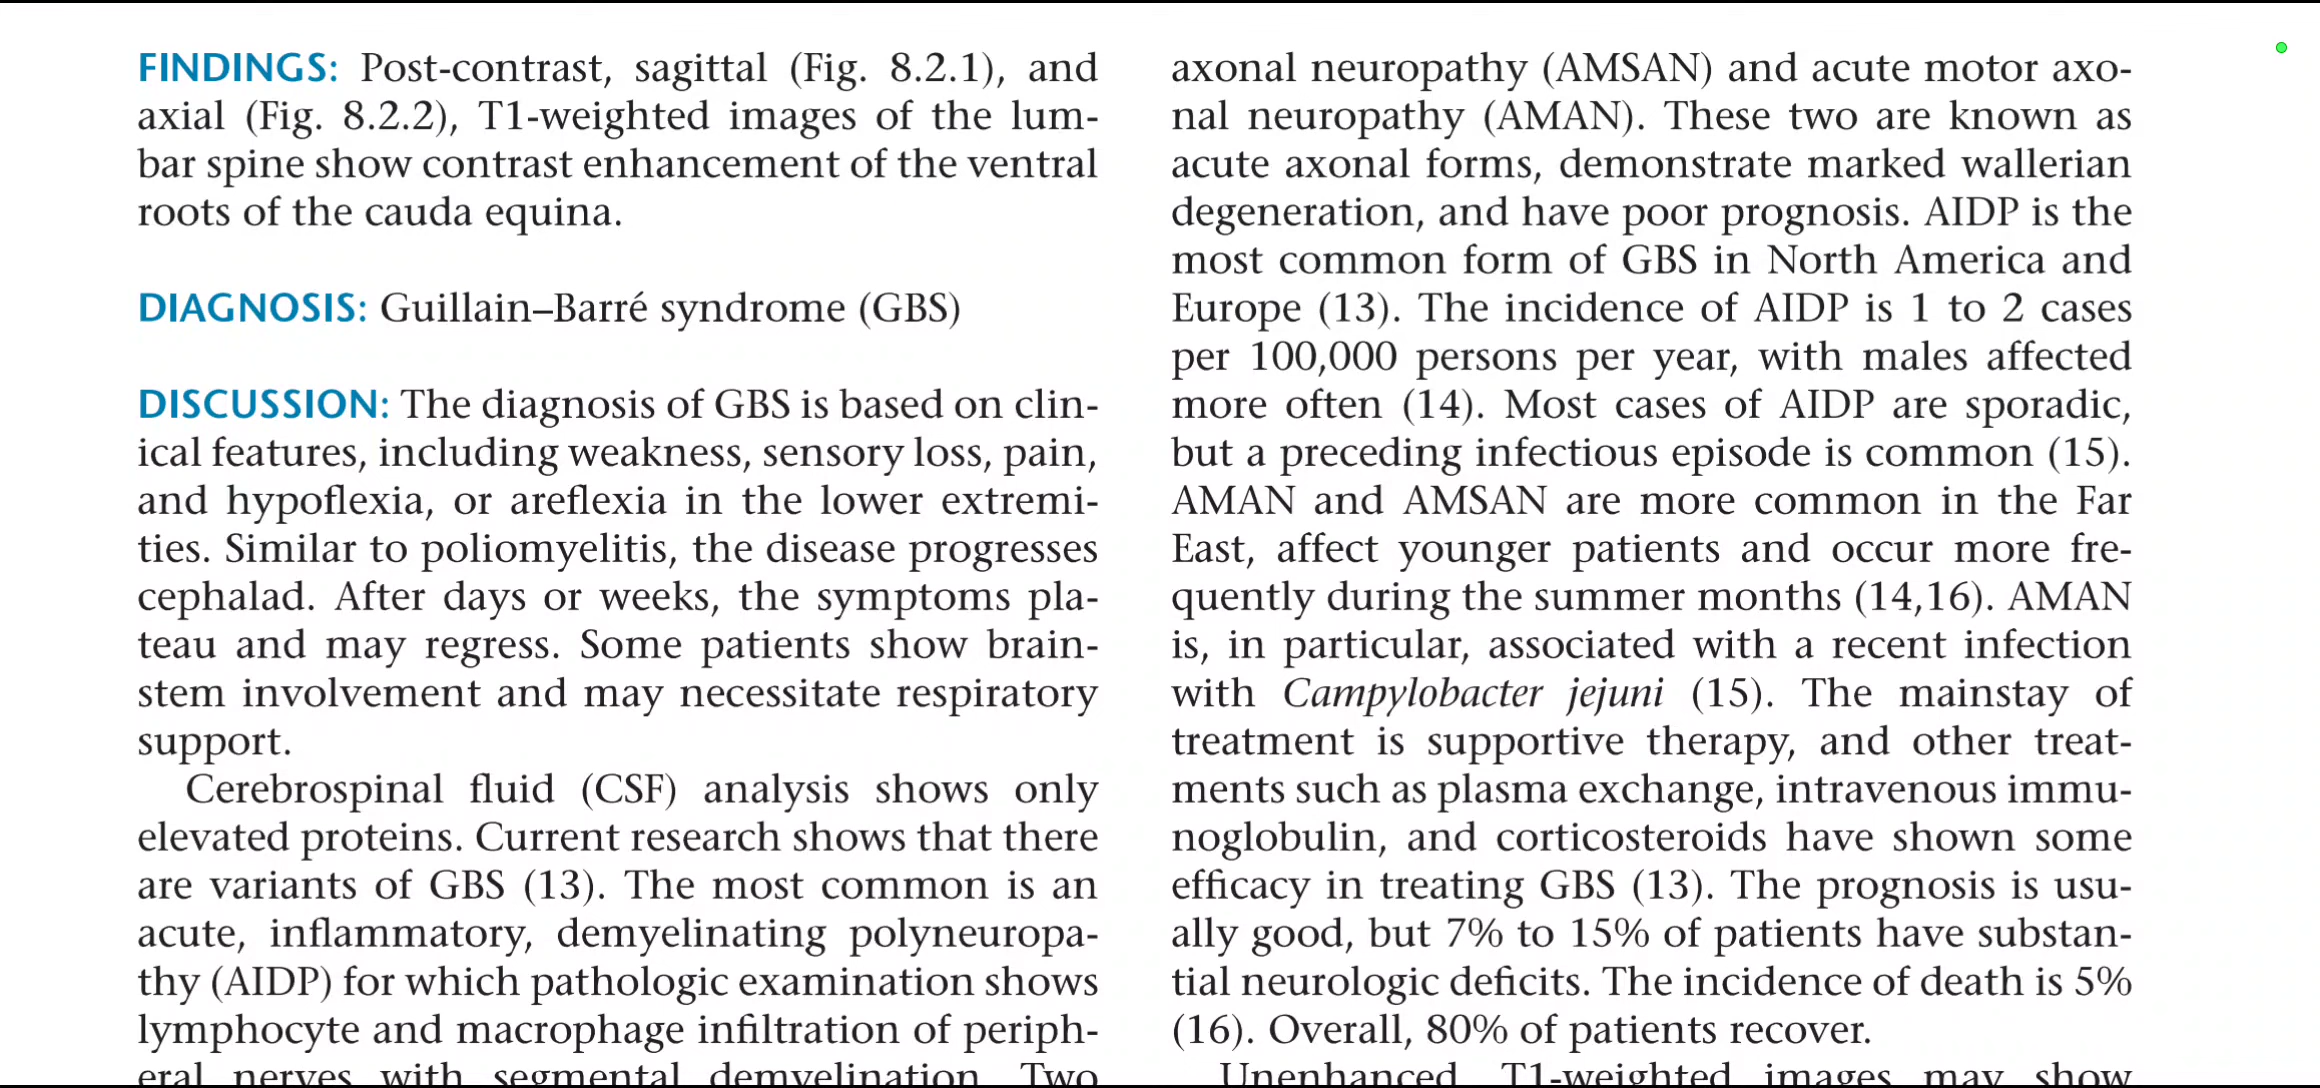 FINDINGS: Post-contrast, sagittal (Fig. 8.2.1), and
axial (Fig. 8.2.2), T1-weighted images of the lum-
bar spine show contrast enhancement of the ventral
roots of the cauda equina.
DIAGNOSIS: Guillain–Barré syndrome (GBS)
DISCUSSION: The diagnosis of GBS is based on clin-
ical features, including weakness, sensory loss, pain,
and hypoflexia, or areflexia in the lower extremi-
ties. Similar to poliomyelitis, the disease progresses
cephalad. After days or weeks, the symptoms pla-
teau and may regress. Some patients show brain-
stem involvement and may necessitate respiratory
support.
Cerebrospinal fluid (CSF) analysis shows only
elevated proteins. Current research shows that there
are variants of GBS (13). The most common is an
acute, inflammatory, demyelinating polyneuropa-
thy (AIDP) for which pathologic examination shows
lymphocyte and macrophage infiltration of periph-
eral nerves with segmental demyelination. Two
axonal neuropathy (AMSAN) and acute motor axo-
nal neuropathy (AMAN). These two are known as
acute axonal forms, demonstrate marked wallerian
degeneration, and have poor prognosis. AIDP is the
most common form of GBS in North America and
Europe (13). The incidence of AIDP is 1 to 2 cases
per 100,000 persons per year, with males affected
more often (14). Most cases of AIDP are sporadic,
but a preceding infectious episode is common (15).
AMAN and AMSAN are more common in the Far
East, affect younger patients and occur more fre-
quently during the summer months (14,16). AMAN
is, in particular, associated with a recent infection
with Campylobacter jejuni (15). The mainstay of
treatment is supportive therapy, and other treat-
ments such as plasma exchange, intravenous immu-
noglobulin, and corticosteroids have shown some
efficacy in treating GBS (13). The prognosis is usu-
ally good, but 7% to 15% of patients have substan-
tial neurologic deficits. The incidence of death is 5%
(16). Overall, 80% of patients recover.
Unenhanced T1-weighted images may show